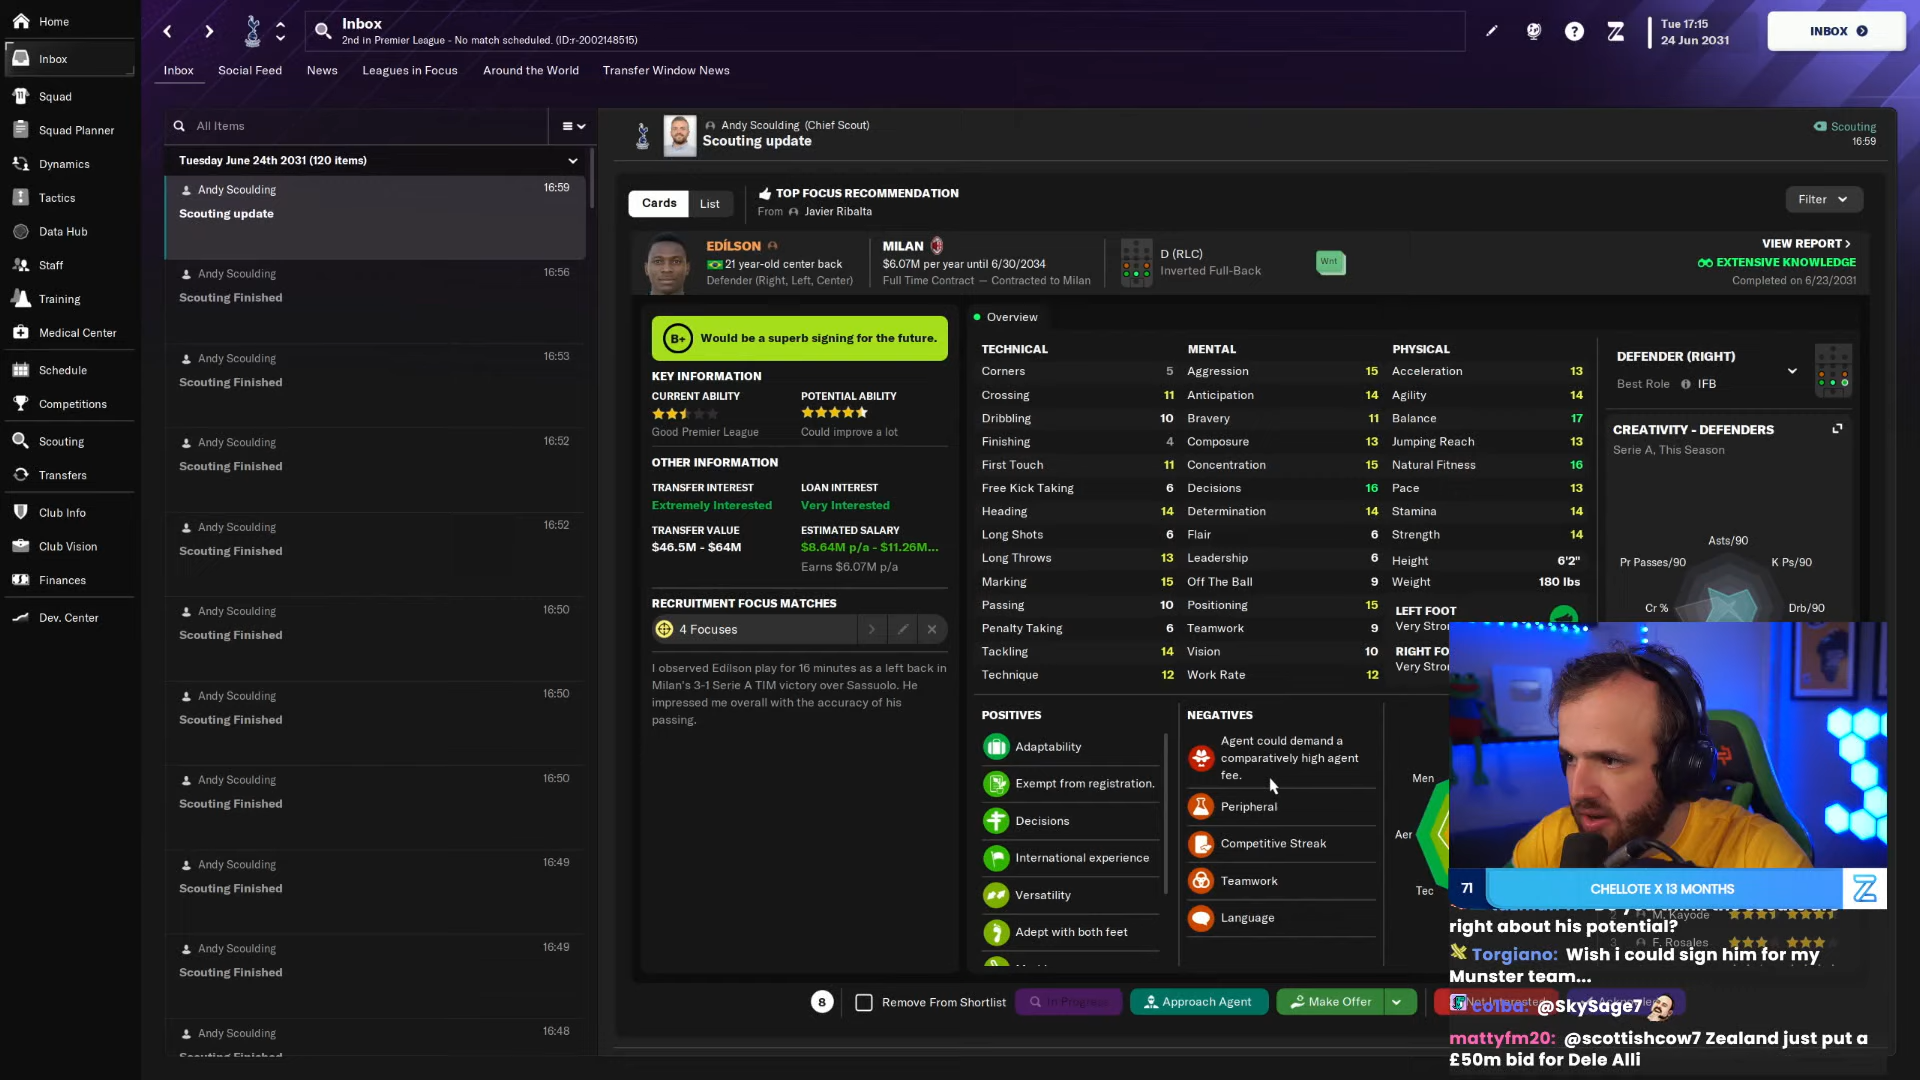 Home
Inbox
2nd in Premier League - No match scheduled. (ID:r-2002148515)
Tue 17:15
24 Jun 2031
INBOX
Inbox
Squad
Squad Planner
Dynamics
Tactics
Data Hub
Staff
Training
Medical Center
Schedule
Competitions
Scouting
Transfers
Club Info
Club Vision
Finances
Dev. Center
Inbox
Social Feed
News
Leagues in Focus
Around the World
Transfer Window News
All Items
Tuesday June 24th 2031 (120 items)
Andy Scoulding 16:59
Scouting update
Andy Scoulding 16:56
Scouting Finished
Andy Scoulding 16:53
Scouting Finished
Andy Scoulding 16:52
Scouting Finished
Andy Scoulding 16:52
Scouting Finished
Andy Scoulding 16:50
Scouting Finished
Andy Scoulding 16:50
Scouting Finished
Andy Scoulding 16:50
Scouting Finished
Andy Scoulding 16:49
Scouting Finished
Andy Scoulding 16:49
Scouting Finished
Andy Scoulding 16:48
Andy Scoulding (Chief Scout)
Scouting update
Scouting
16:59
Cards
List
TOP FOCUS RECOMMENDATION
From Javier Ribalta
Filter
EDÍLSON
21 year-old center back
Defender (Right, Left, Center)
MILAN
$6.07M per year until 6/30/2034
Full Time Contract — Contracted to Milan
D (RLC)
Inverted Full-Back
Wnt
VIEW REPORT >
EXTENSIVE KNOWLEDGE
Completed on 6/23/2031
B+ Would be a superb signing for the future.
KEY INFORMATION
CURRENT ABILITY
Good Premier League
POTENTIAL ABILITY
Could improve a lot
OTHER INFORMATION
TRANSFER INTEREST
Extremely Interested
LOAN INTEREST
Very Interested
TRANSFER VALUE
$46.5M - $64M
ESTIMATED SALARY
$8.64M p/a - $11.26M...
Earns $6.07M p/a
RECRUITMENT FOCUS MATCHES
4 Focuses
I observed Edílson play for 16 minutes as a left back in
Milan's 3-1 Serie A TIM victory over Sassuolo. He
impressed me overall with the accuracy of his
passing.
Overview
TECHNICAL
Corners 5
Crossing 11
Dribbling 10
Finishing 4
First Touch 11
Free Kick Taking 6
Heading 14
Long Shots 6
Long Throws 13
Marking 15
Passing 10
Penalty Taking 6
Tackling 14
Technique 12
MENTAL
Aggression 15
Anticipation 14
Bravery 11
Composure 13
Concentration 15
Decisions 16
Determination 14
Flair 6
Leadership 6
Off The Ball 9
Positioning 15
Teamwork 9
Vision 10
Work Rate 12
PHYSICAL
Acceleration 13
Agility 14
Balance 17
Jumping Reach 13
Natural Fitness 16
Pace 13
Stamina 14
Strength 14
Height 6'2"
Weight 180 lbs
LEFT FOOT
Very Stro
RIGHT FO
Very Stro
DEFENDER (RIGHT)
Best Role IFB
CREATIVITY - DEFENDERS
Serie A, This Season
Asts/90
Pr Passes/90
K Ps/90
Cr %
Drb/90
POSITIVES
Adaptability
Exempt from registration.
Decisions
International experience
Versatility
Adept with both feet
NEGATIVES
Agent could demand a
comparatively high agent
fee.
Peripheral
Competitive Streak
Teamwork
Language
Men
Aer
Tec
71
CHELLOTE X 13 MONTHS
Z
2 M. Kayode
right about his potential?
3 F. Rosales
Torgiano: Wish i could sign him for my
Munster team...
co1ba: @SkySage7
mattyfm20: @scottishcow7 Zealand just put a
£50m bid for Dele Alli
8
Remove From Shortlist
In Progress
Approach Agent
Make Offer